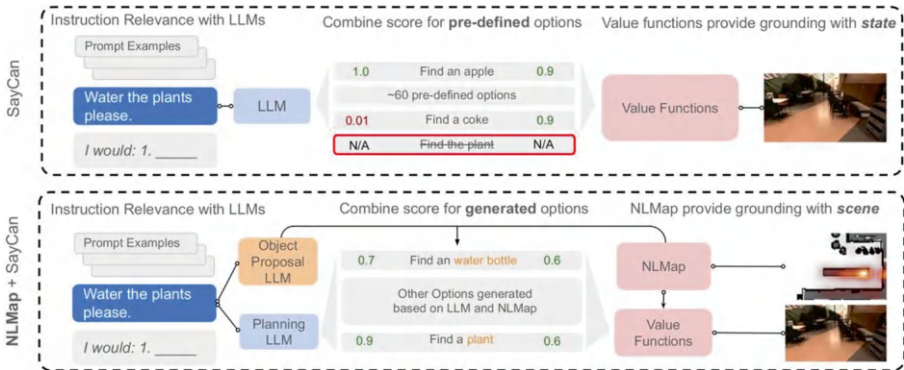 SayCan
Instruction Relevance with LLMs
Combine score for pre-defined options
Value functions provide grounding with state
Prompt Examples
Water the plants
please.
LLM
I would: 1. _____
1.0 Find an apple 0.9
~60 pre-defined options
0.01 Find a coke 0.9
N/A Find the plant N/A
Value Functions
NLMap + SayCan
Instruction Relevance with LLMs
Combine score for generated options
NLMap provide grounding with scene
Prompt Examples
Water the plants
please.
I would: 1. _____
Object
Proposal
LLM
Planning
LLM
0.7 Find an water bottle 0.6
Other Options generated
based on LLM and NLMap
0.9 Find a plant 0.6
NLMap
Value
Functions